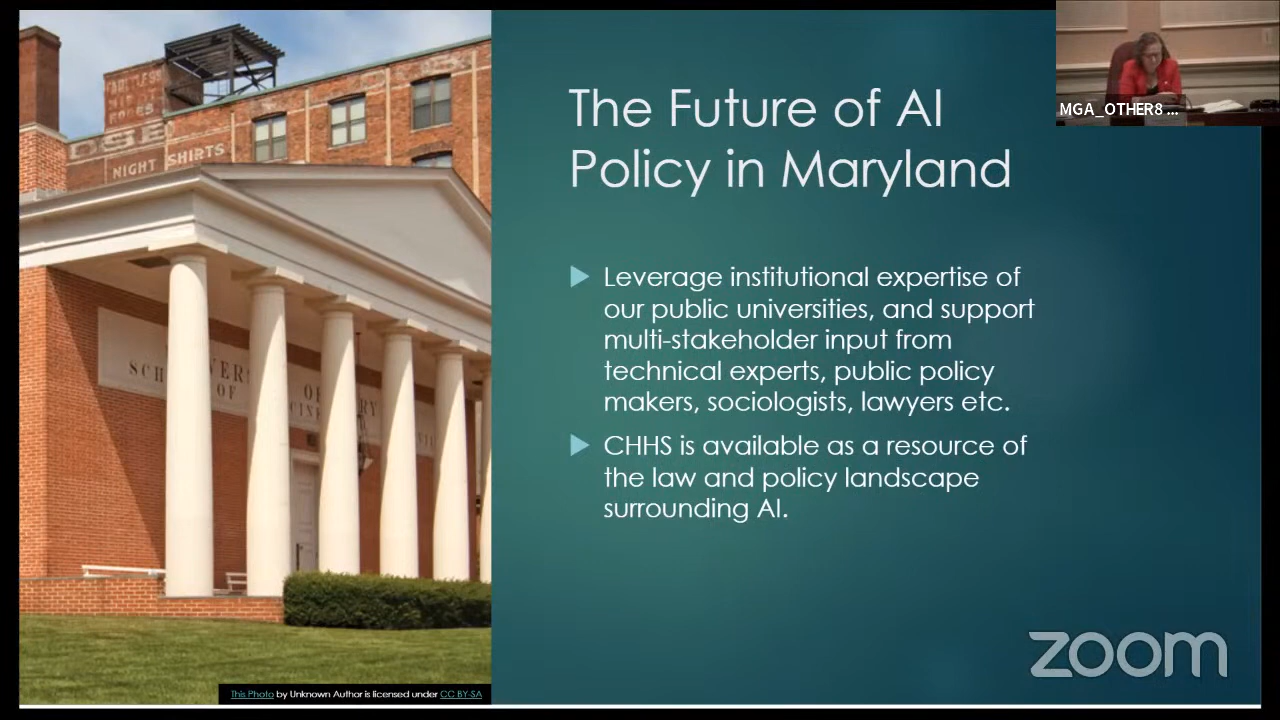 The Future of AI
Policy in Maryland
MGA_OTHER8 ...
Leverage institutional expertise of
our public universities, and support
multi-stakeholder input from
technical experts, public policy
makers, sociologists, lawyers etc.
CHHS is available as a resource of
the law and policy landscape
surrounding AI.
NIGHT SHIRTS
OF
zoom
This Photo by Unknown Author is licensed under CC BY-SA